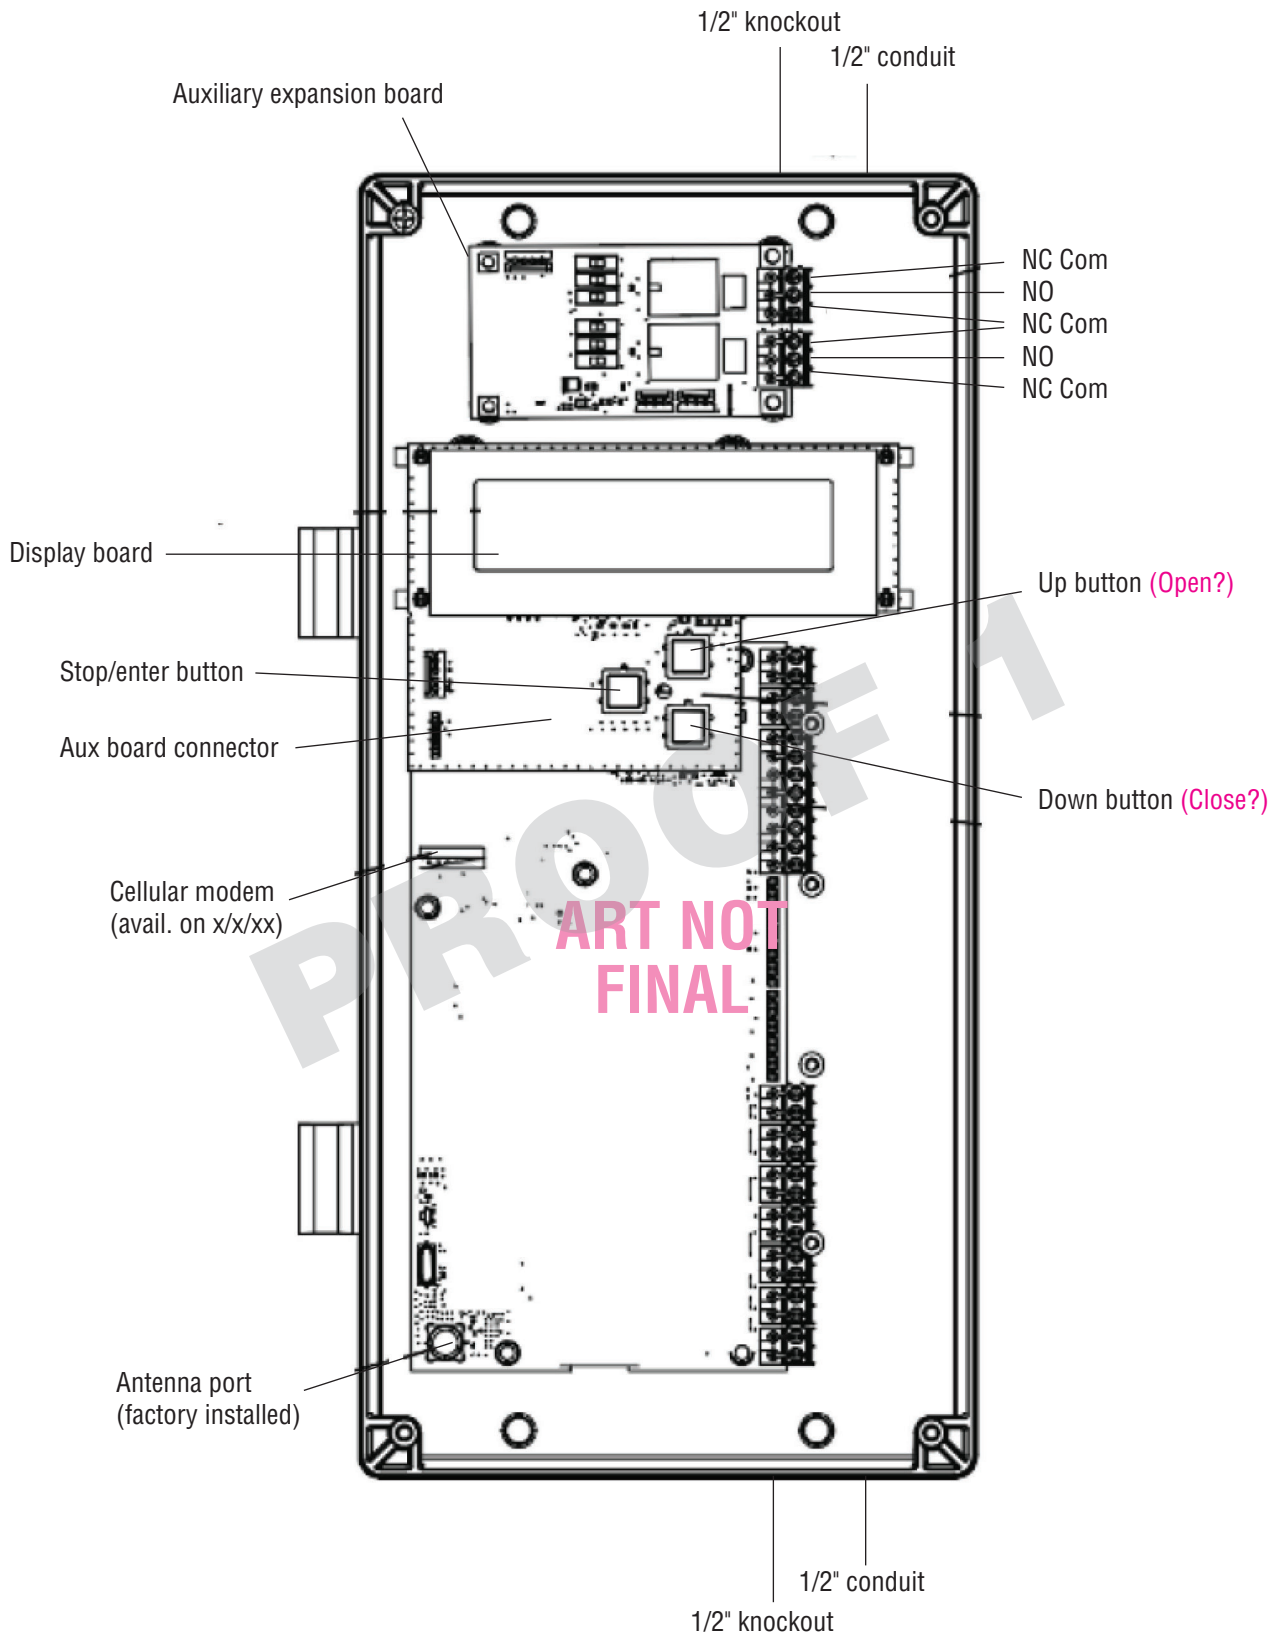 1/2" knockout
1/2" conduit
Auxiliary expansion board
NC Com
NO
NC Com
NO
NC Com
Display board
Up button (Open?)
Stop/enter button
Aux board connector
Down button (Close?)
Cellular modem
(avail. on x/x/xx)
PROOF 1
ART NOT
FINAL
Antenna port
(factory installed)
1/2" conduit
1/2" knockout